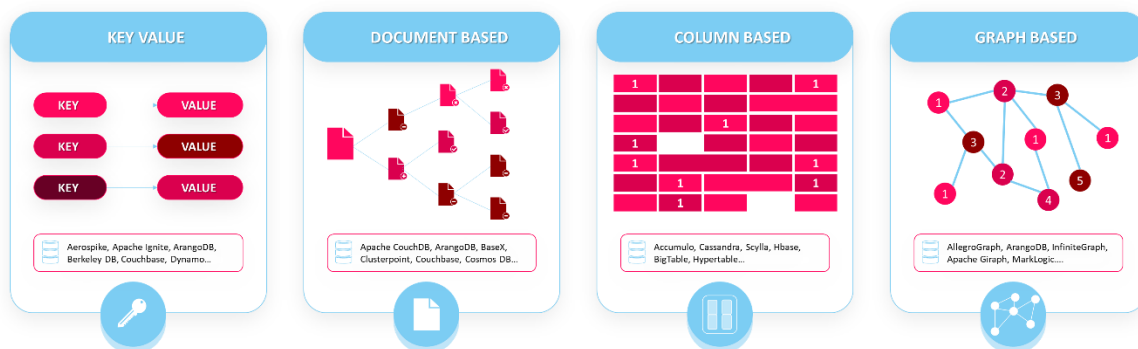 KEY VALUE
KEY
VALUE
KEY
VALUE
KEY
VALUE
Aerospike, Apache Ignite, ArangoDB,
Berkeley DB, Couchbase, Dynamo...
DOCUMENT BASED
Apache CouchDB, ArangoDB, BaseX,
Clusterpoint, Couchbase, Cosmos DB...
COLUMN BASED
1 1
1
1
1 1
1 1
1
Accumulo, Cassandra, Scylla, Hbase,
BigTable, Hypertable...
GRAPH BASED
1 2 3
3 1 1
1 2 4 5
AllegroGraph, ArangoDB, InfiniteGraph,
Apache Giraph, MarkLogic....